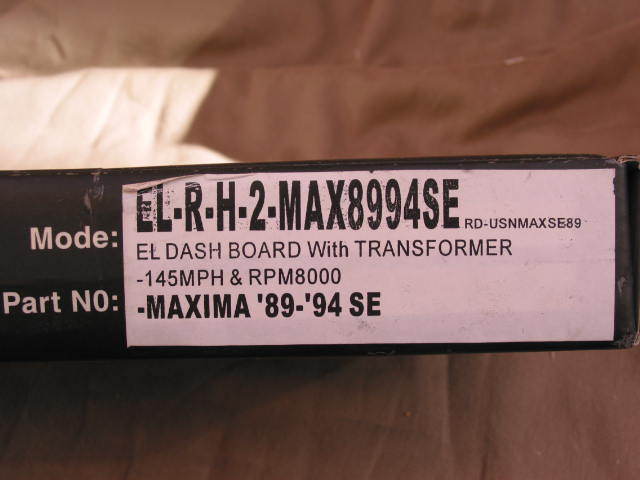 EL-R-H-2-MAX8994SE RD-USNMAXSE89
Mode: EL DASH BOARD With TRANSFORMER
-145MPH & RPM8000
Part N0: -MAXIMA '89-'94 SE